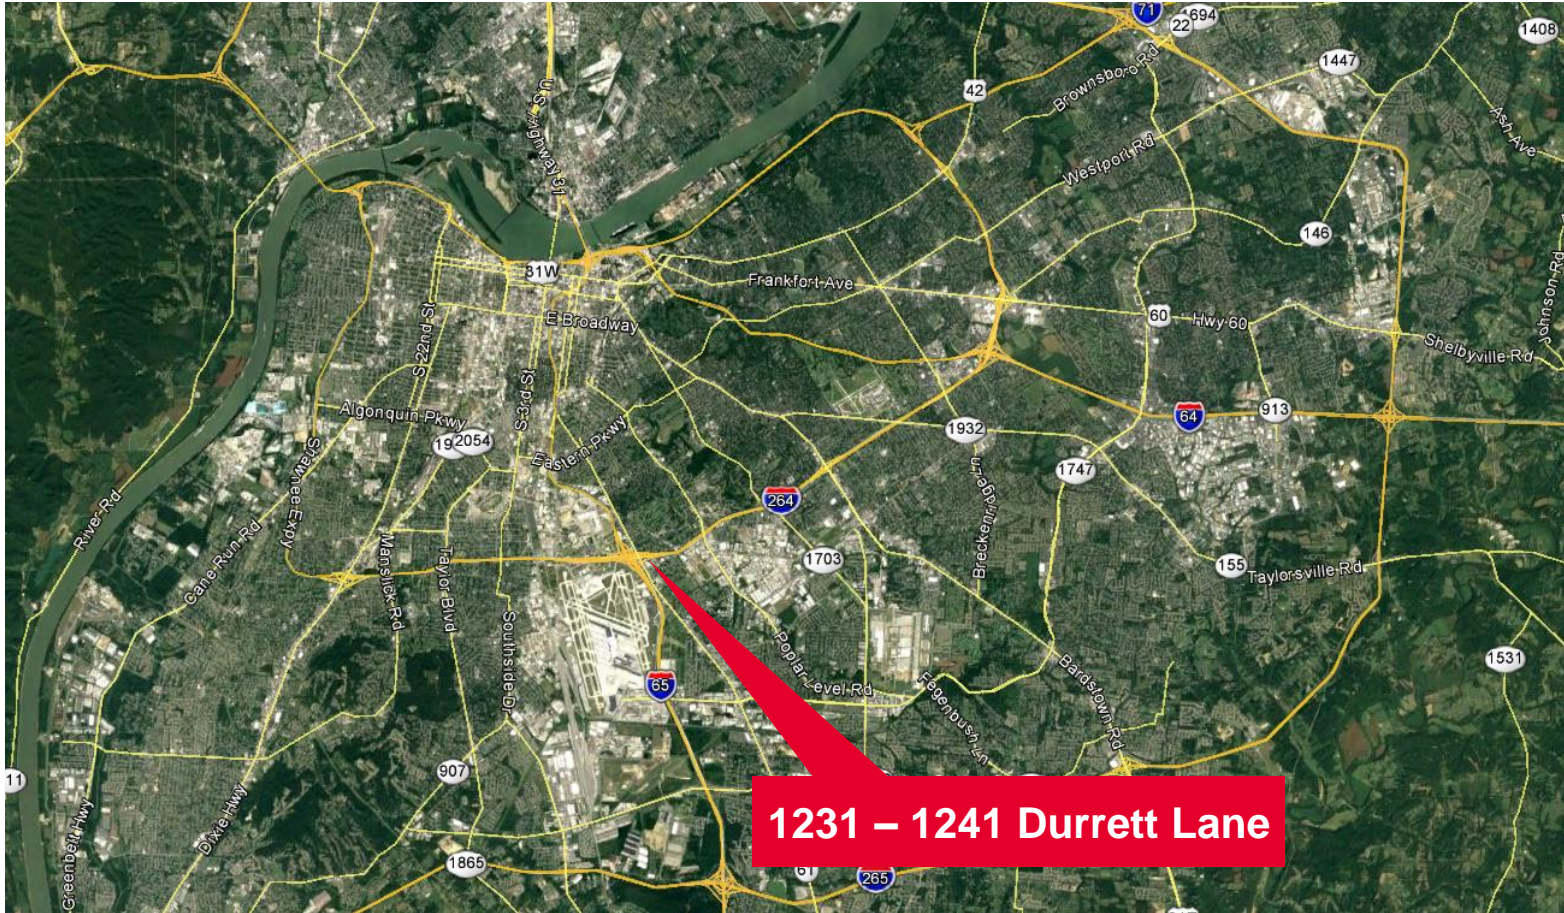 71
694
22
1408
1447
Brownsboro Rd
42
U.S. Highway 31
Ash Ave
Westport Rd
146
31W
Frankfort Ave
Johnson Rd
60
Hwy 60
E Broadway
S 22nd St
Shelbyville Rd
S 3rd St
Algonquin Pkwy
64
913
2054
1932
Eastern Pkwy
Shawnee Expy
1747
264
River Rd
Cane Run Rd
Manslick Rd
Taylor Blvd
1703
155
Taylorsville Rd
Southside Dr
Poplar Level Rd
1531
65
Fegenbush Ln
Bardstown Rd
907
11
Dixie Hwy
1231 – 1241 Durrett Lane
Greenbelt Hwy
1865
61
265